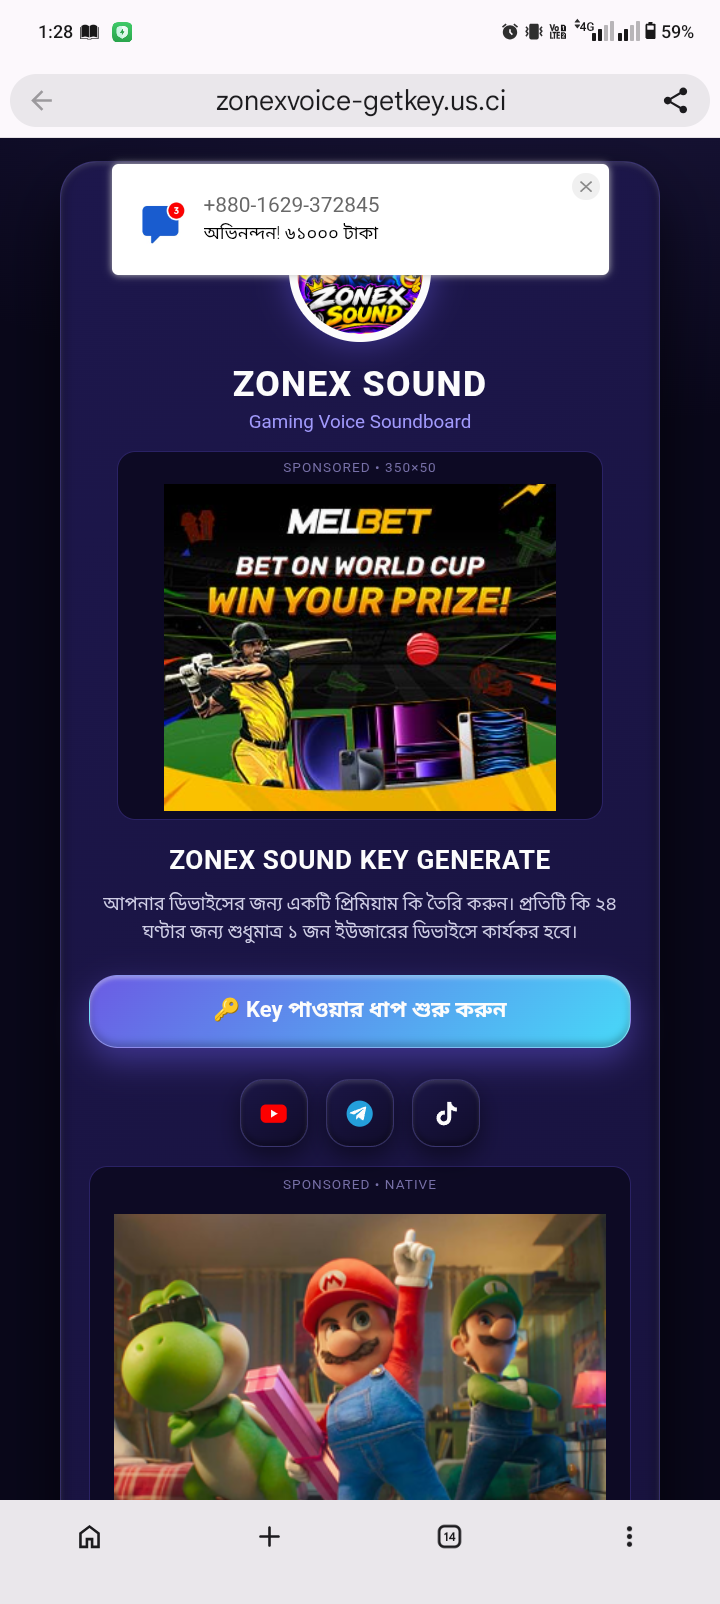 1:28
4G
59%
zonexvoice-getkey.us.ci
+880-1629-372845
3
অভিনন্দন! ৬১০০০ টাকা
ZONEX
SOUND
ZONEX SOUND
Gaming Voice Soundboard
SPONSORED • 350×50
MELBET
BET ON WORLD CUP
WIN YOUR PRIZE!
ZONEX SOUND KEY GENERATE
আপনার ডিভাইসের জন্য একটি প্রিমিয়াম কি তৈরি করুন। প্রতিটি কি ২৪
ঘণ্টার জন্য শুধুমাত্র ১ জন ইউজারের ডিভাইসে কার্যকর হবে।
🔑 Key পাওয়ার ধাপ শুরু করুন
SPONSORED • NATIVE
M
L
14